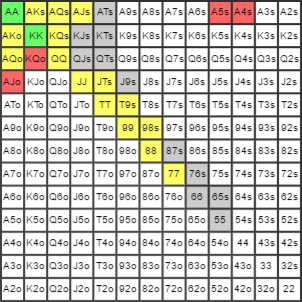 AA AKs AQs AJs ATs A9s A8s A7s A6s A5s A4s A3s A2s
AKo KK KQs KJs KTs K9s K8s K7s K6s K5s K4s K3s K2s
AQo KQo QQ QJs QTs Q9s Q8s Q7s Q6s Q5s Q4s Q3s Q2s
AJo KJo QJo JJ JTs J9s J8s J7s J6s J5s J4s J3s J2s
ATo KTo QTo JTo TT T9s T8s T7s T6s T5s T4s T3s T2s
A9o K9o Q9o J9o T9o 99 98s 97s 96s 95s 94s 93s 92s
A8o K8o Q8o J8o T8o 98o 88 87s 86s 85s 84s 83s 82s
A7o K7o Q7o J7o T7o 97o 87o 77 76s 75s 74s 73s 72s
A6o K6o Q6o J6o T6o 96o 86o 76o 66 65s 64s 63s 62s
A5o K5o Q5o J5o T5o 95o 85o 75o 65o 55 54s 53s 52s
A4o K4o Q4o J4o T4o 94o 84o 74o 64o 54o 44 43s 42s
A3o K3o Q3o J3o T3o 93o 83o 73o 63o 53o 43o 33 32s
A2o K2o Q2o J2o T2o 92o 82o 72o 62o 52o 42o 32o 22